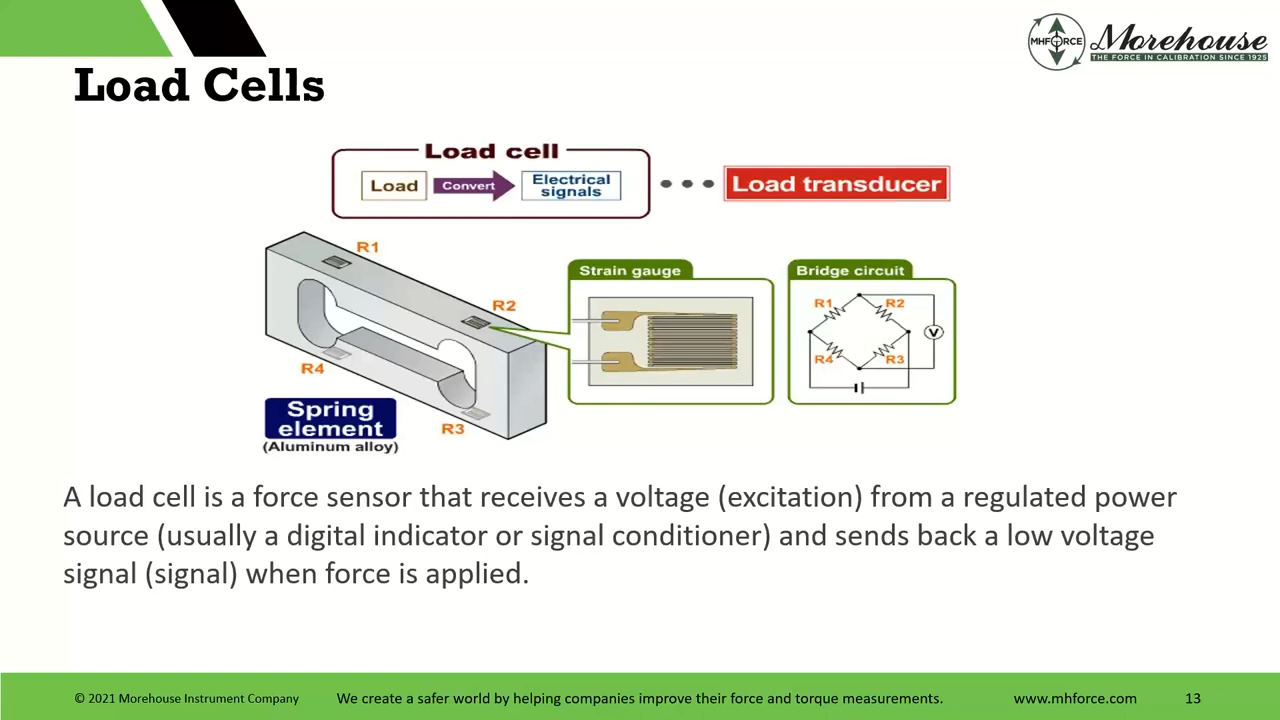 MHFORCE
Morehouse
THE FORCE IN CALIBRATION SINCE 1925
Load Cells
Load cell
Load
Convert
Electrical
signals
Load transducer
R1
R2
R4
R3
Spring
element
(Aluminum alloy)
Strain gauge
Bridge circuit
R1
R2
V
R4
R3
A load cell is a force sensor that receives a voltage (excitation) from a regulated power
source (usually a digital indicator or signal conditioner) and sends back a low voltage
signal (signal) when force is applied.
© 2021 Morehouse Instrument Company
We create a safer world by helping companies improve their force and torque measurements.
www.mhforce.com
13